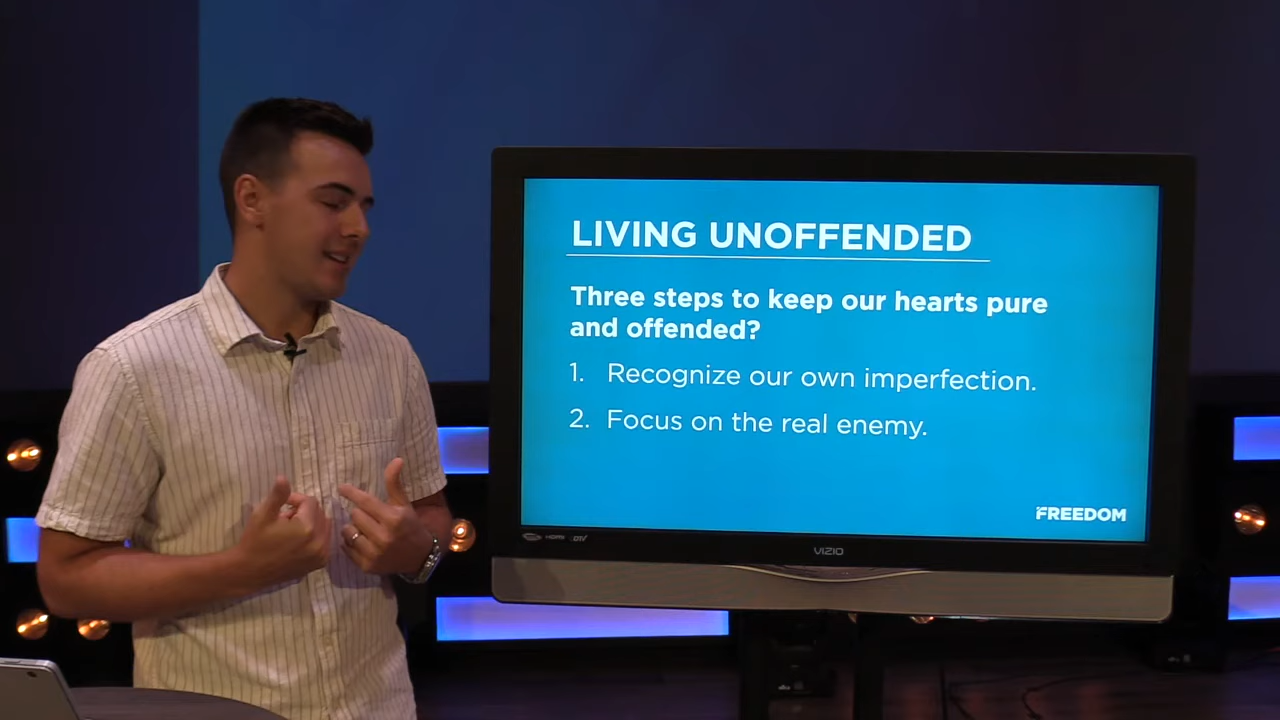 LIVING UNOFFENDED
Three steps to keep our hearts pure
and offended?
1. Recognize our own imperfection.
2. Focus on the real enemy.
FREEDOM
VIZIO